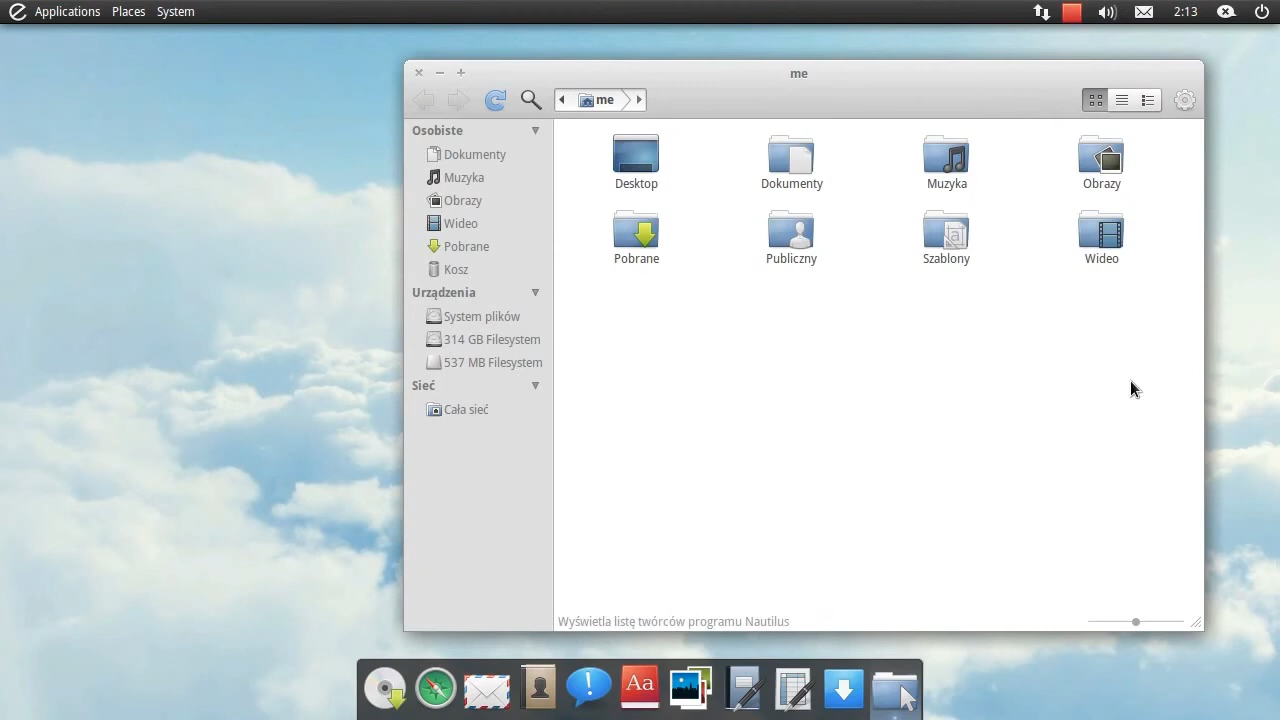 Applications Places System 2:13
me
me
Osobiste
Dokumenty
Muzyka
Obrazy
Wideo
Pobrane
Kosz
Urządzenia
System plików
314 GB Filesystem
537 MB Filesystem
Sieć
Cała sieć
Desktop Dokumenty Muzyka Obrazy
Pobrane Publiczny Szablony Wideo
Wyświetla listę twórców programu Nautilus
Aa